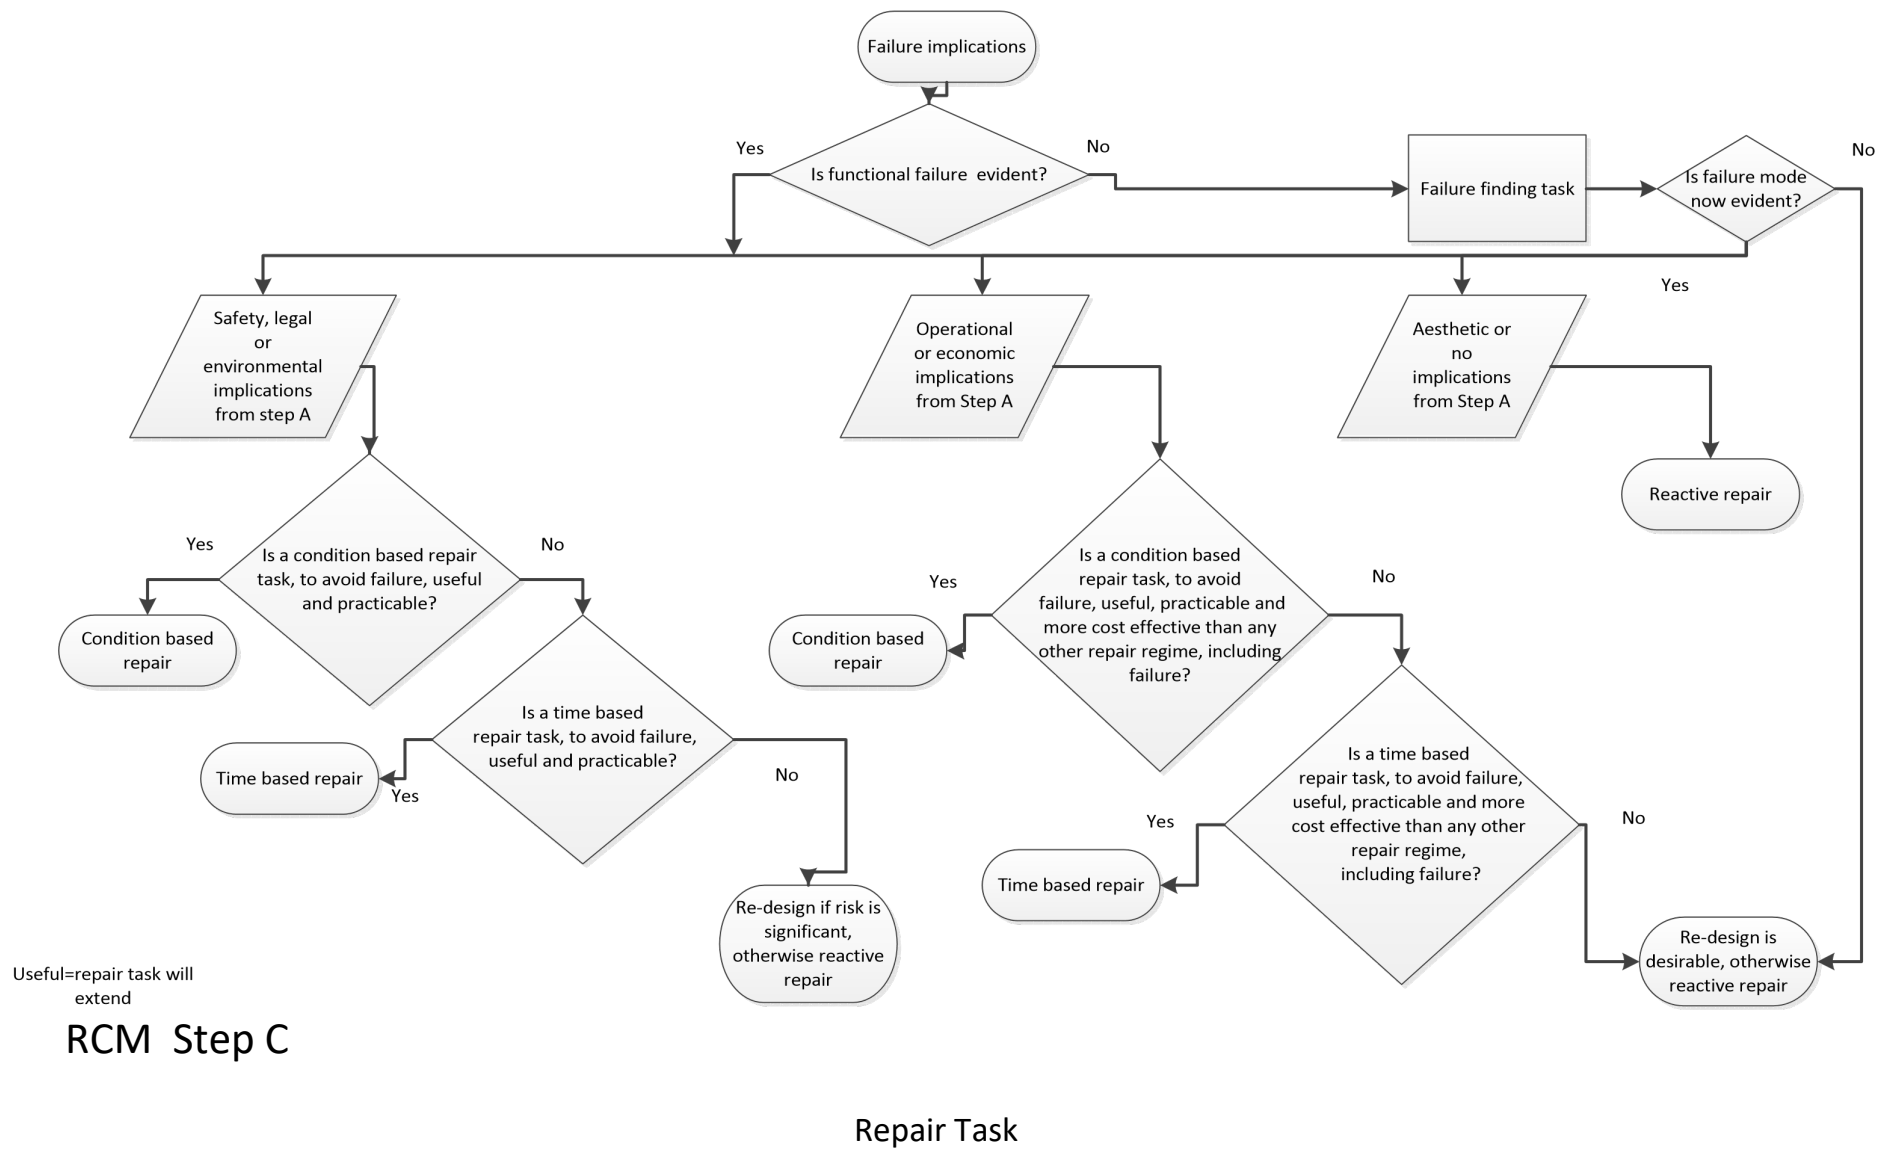 Failure implications
Yes
Is functional failure  evident?
No
Failure finding task
Is failure mode
now evident?
No
Yes
Safety, legal
or
environmental
implications
from step A
Operational
or economic
implications
from Step A
Aesthetic or
no
implications
from Step A
Reactive repair
Yes
Is a condition based repair
task, to avoid failure, useful
and practicable?
No
Condition based
repair
Yes
Is a condition based
repair task, to avoid
failure, useful, practicable and
more cost effective than any
other repair regime, including
failure?
No
Condition based
repair
Is a time based
repair task, to avoid failure,
useful and practicable?
Time based repair
Yes
No
Is a time based
repair task, to avoid failure,
useful, practicable and more
cost effective than any other
repair regime,
including failure?
Yes
No
Time based repair
Re-design if risk is
significant,
otherwise reactive
repair
Re-design is
desirable, otherwise
reactive repair
Useful=repair task will
extend
RCM  Step C
Repair Task